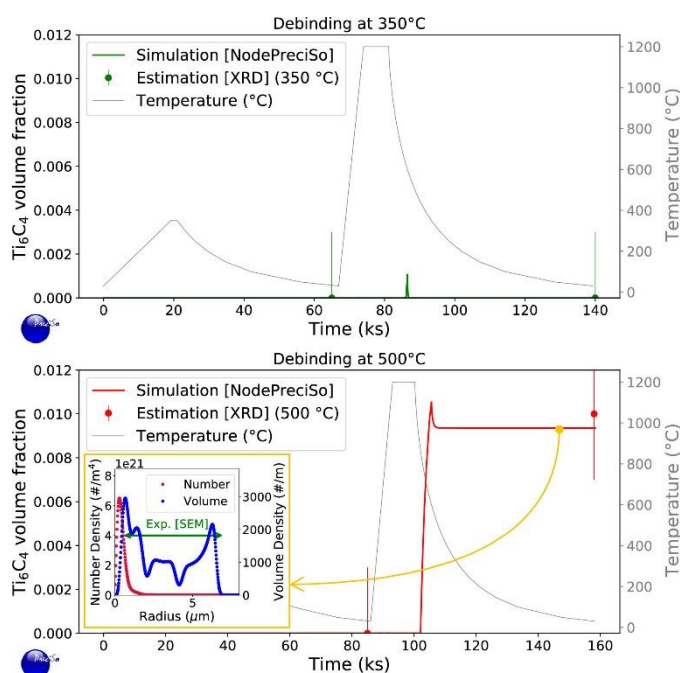 Debinding at 350°C
Simulation [NodePreciSo]
Estimation [XRD] (350 °C)
Temperature (°C)
Ti6C4 volume fraction
0.012
0.010
0.008
0.006
0.004
0.002
0.000
1200
1000
800
600
400
200
0
Temperature (°C)
0 20 40 60 80 100 120 140
Time (ks)
PreciSo
Debinding at 500°C
Simulation [NodePreciSo]
Estimation [XRD] (500 °C)
Temperature (°C)
Ti6C4 volume fraction
0.012
0.010
0.008
0.006
0.004
0.002
0.000
1200
1000
800
600
400
200
0
Temperature (°C)
1e21
Number
Volume
Exp. [SEM]
Number Density (#/m4)
8
6
4
2
0
3000
2000
1000
0
Volume Density (#/m)
0 5
Radius (μm)
60 80 100 120 140 160
Time (ks)
PreciSo